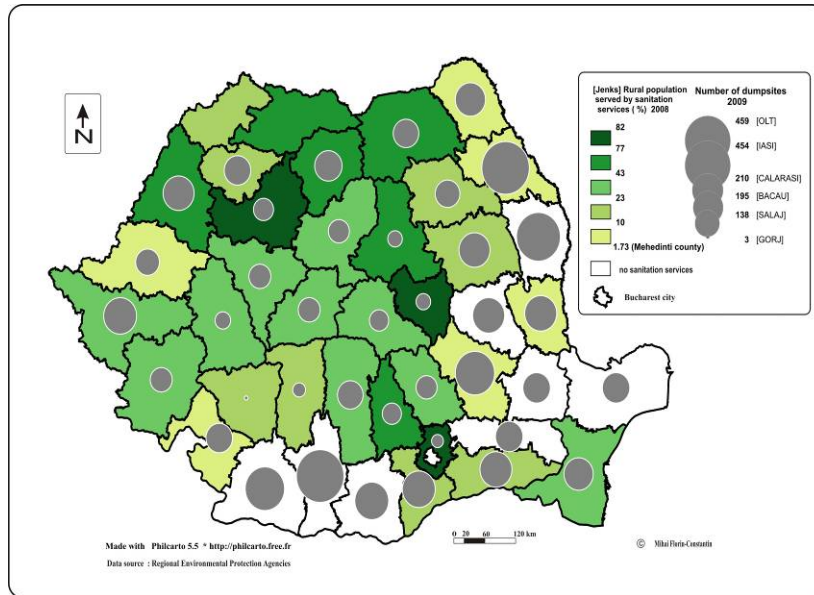 [Jenks] Rural population
served by sanitation
services ( %) 2008
82
77
43
23
10
1.73 (Mehedinti county)
no sanitation services
Bucharest city
Number of dumpsites
2009
459 [OLT]
454 [IASI]
210 [CALARASI]
195 [BACAU]
138 [SALAJ]
3 [GORJ]
N
Made with Philcarto 5.5 * http://philcarto.free.fr
Data source : Regional Environmental Protection Agencies
0 20 60 120 km
© Mihai Florin-Constantin